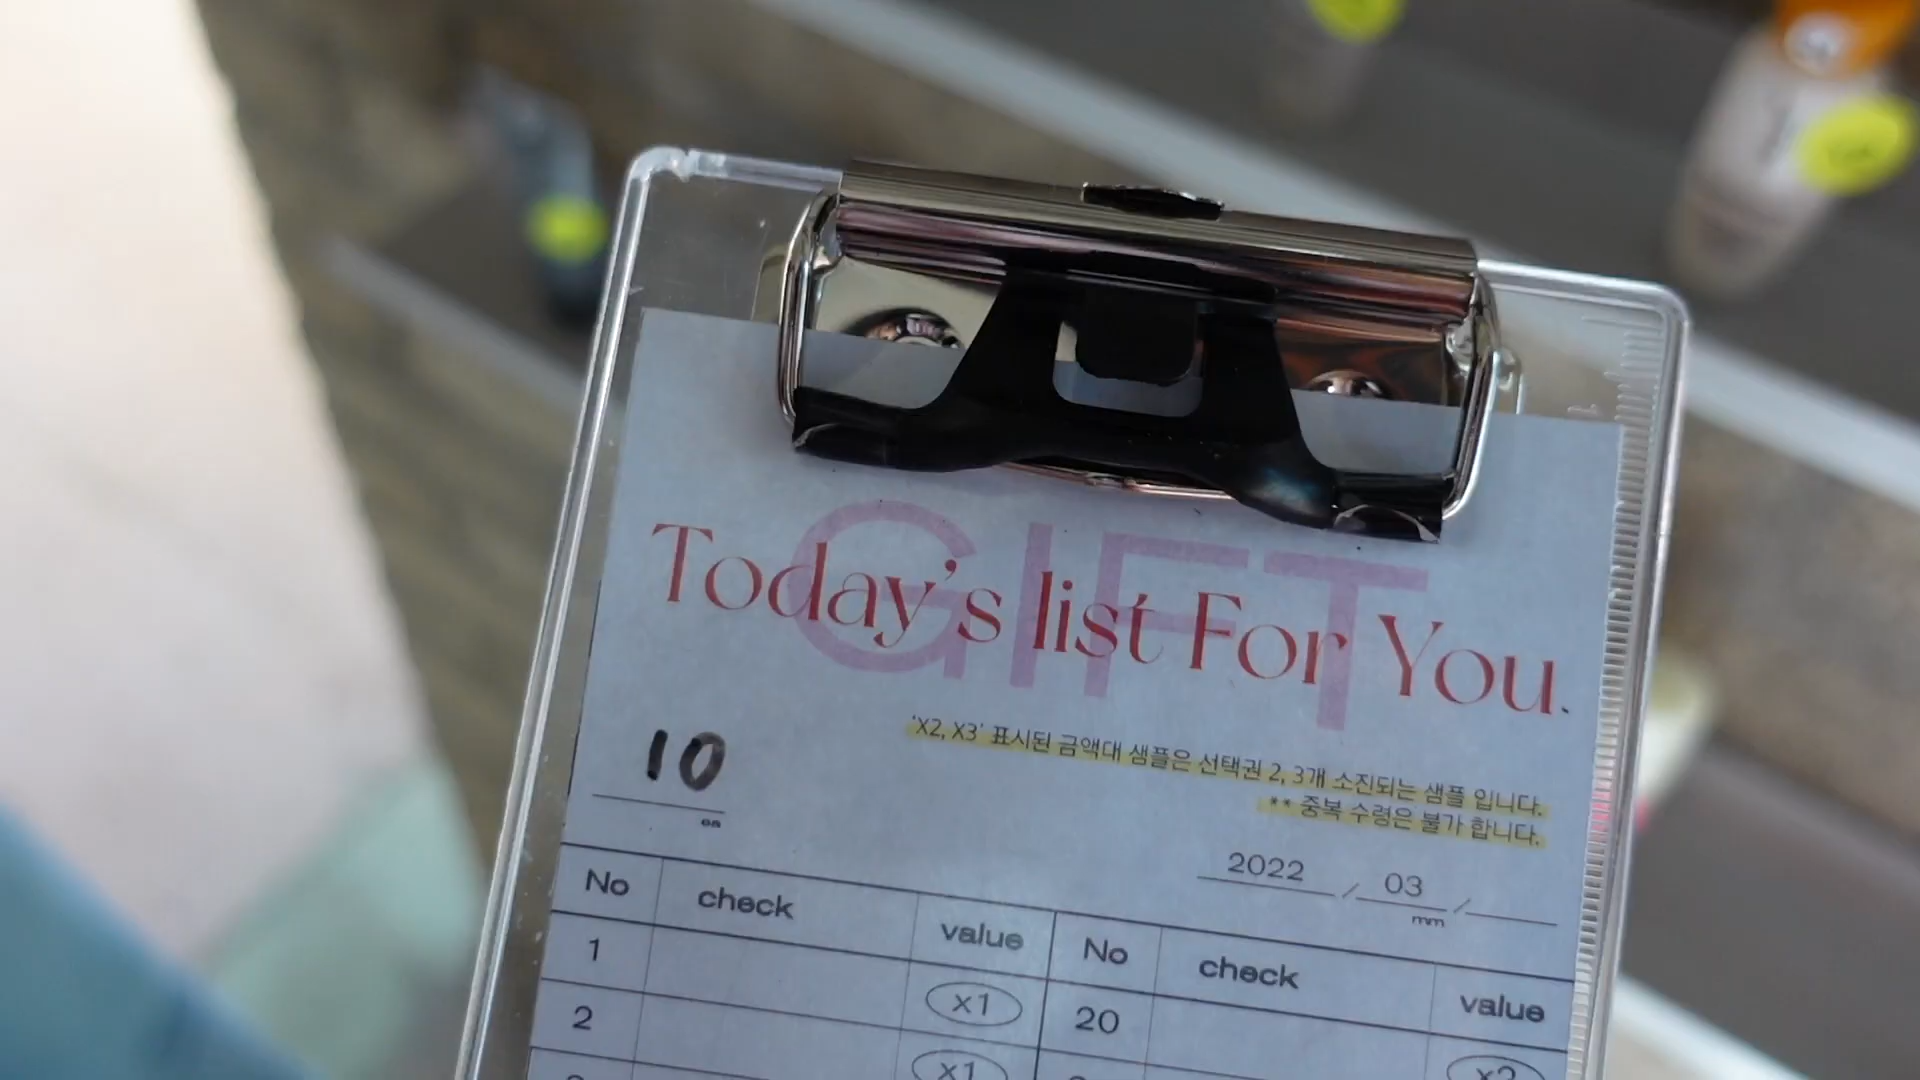 GIFT
Today's list For You.
10
ea
'X2, X3' 표시된 금액대 샘플은 선택권 2, 3개 소진되는 샘플 입니다.
** 중복 수령은 불가 합니다.
2022 / 03 /
mm
No check value No check value
1 x1 20
2 x1